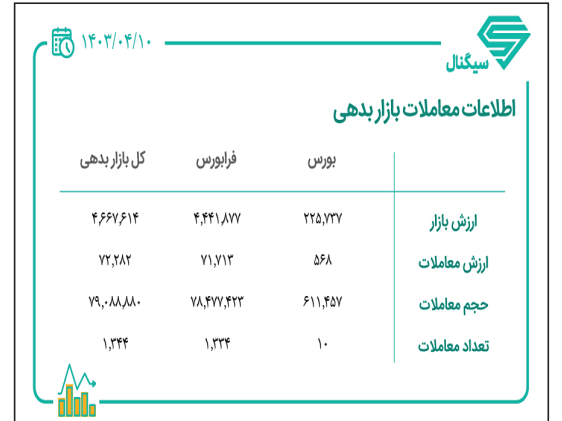 ۱۴۰۳/۰۴/۱۰
سیگنال
اطلاعات معاملات بازار بدهی
بورس فرابورس کل بازار بدهی
ارزش بازار ۲۲۵,۷۳۷ ۴,۴۴۱,۸۷۷ ۴,۶۶۷,۶۱۴
ارزش معاملات ۵۶۸ ۷۱,۷۱۳ ۷۲,۲۸۲
حجم معاملات ۶۱۱,۴۵۷ ۷۸,۴۷۷,۴۲۳ ۷۹,۰۸۸,۸۸۰
تعداد معاملات ۱۰ ۱,۳۳۴ ۱,۳۴۴